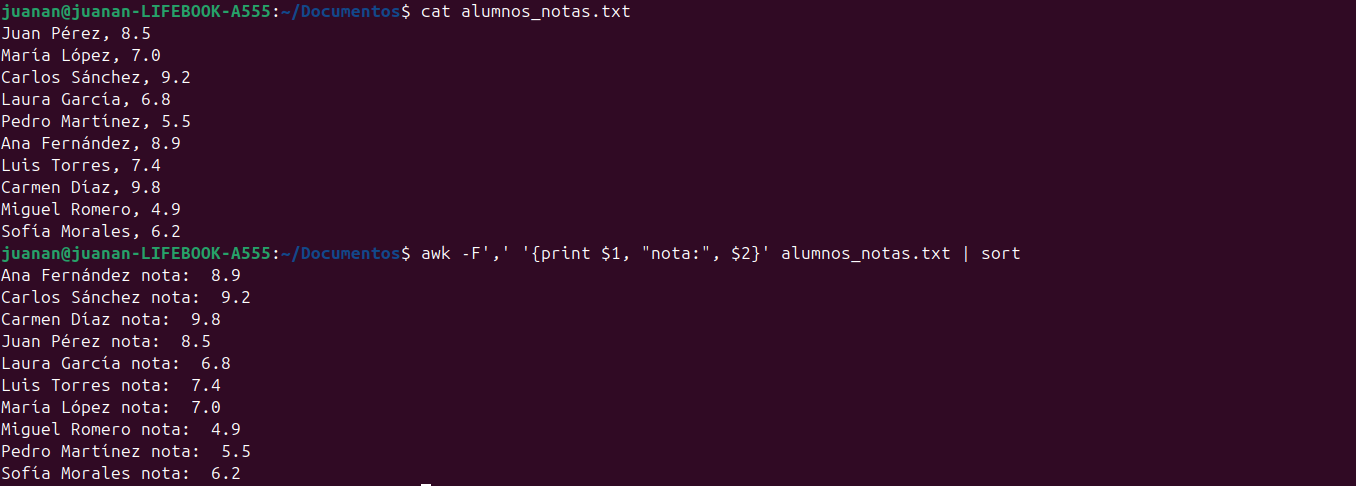 juanan@juanan-LIFEBOOK-A555:~/Documentos$ cat alumnos_notas.txt
Juan Pérez, 8.5
María López, 7.0
Carlos Sánchez, 9.2
Laura García, 6.8
Pedro Martínez, 5.5
Ana Fernández, 8.9
Luis Torres, 7.4
Carmen Díaz, 9.8
Miguel Romero, 4.9
Sofía Morales, 6.2
juanan@juanan-LIFEBOOK-A555:~/Documentos$ awk -F',' '{print $1, "nota:", $2}' alumnos_notas.txt | sort
Ana Fernández nota:  8.9
Carlos Sánchez nota:  9.2
Carmen Díaz nota:  9.8
Juan Pérez nota:  8.5
Laura García nota:  6.8
Luis Torres nota:  7.4
María López nota:  7.0
Miguel Romero nota:  4.9
Pedro Martínez nota:  5.5
Sofía Morales nota:  6.2